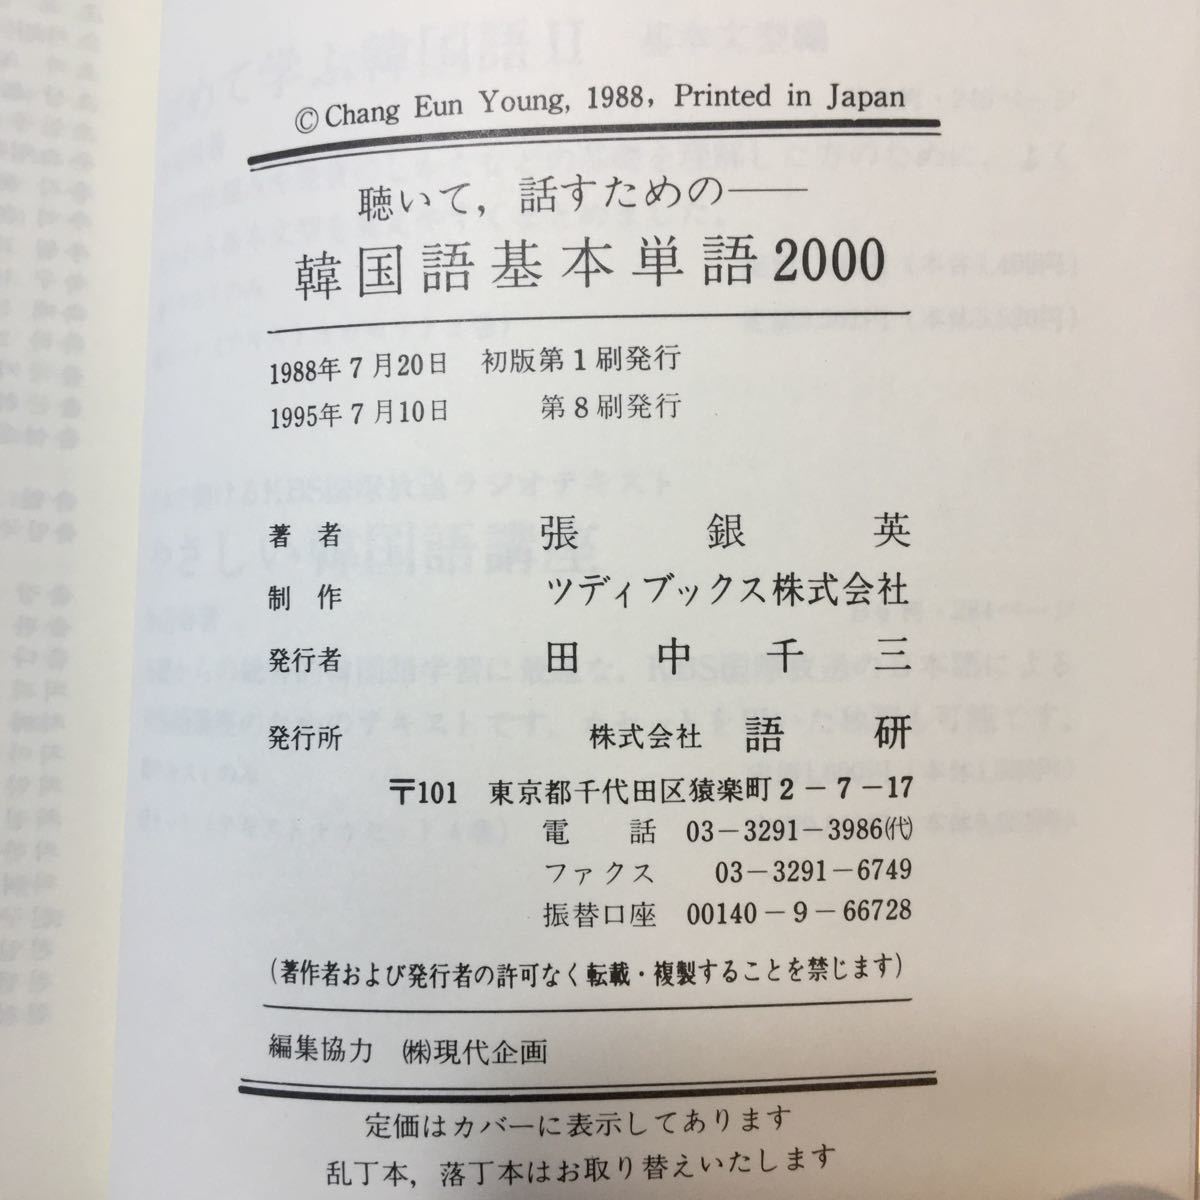 ©Chang Eun Young, 1988, Printed in Japan
聴いて，話すための――
韓国語基本単語2000
1988年7月20日　初版第1刷発行
1995年7月10日　第8刷発行
著者　張銀英
制作　ツディブックス株式会社
発行者　田中千三
発行所　株式会社 語研
〒101　東京都千代田区猿楽町2－7－17
電話　03－3291－3986㈹
ファクス　03－3291－6749
振替口座　00140－9－66728
（著作者および発行者の許可なく転載・複製することを禁じます）
編集協力　㈱現代企画
定価はカバーに表示してあります
乱丁本，落丁本はお取り替えいたします